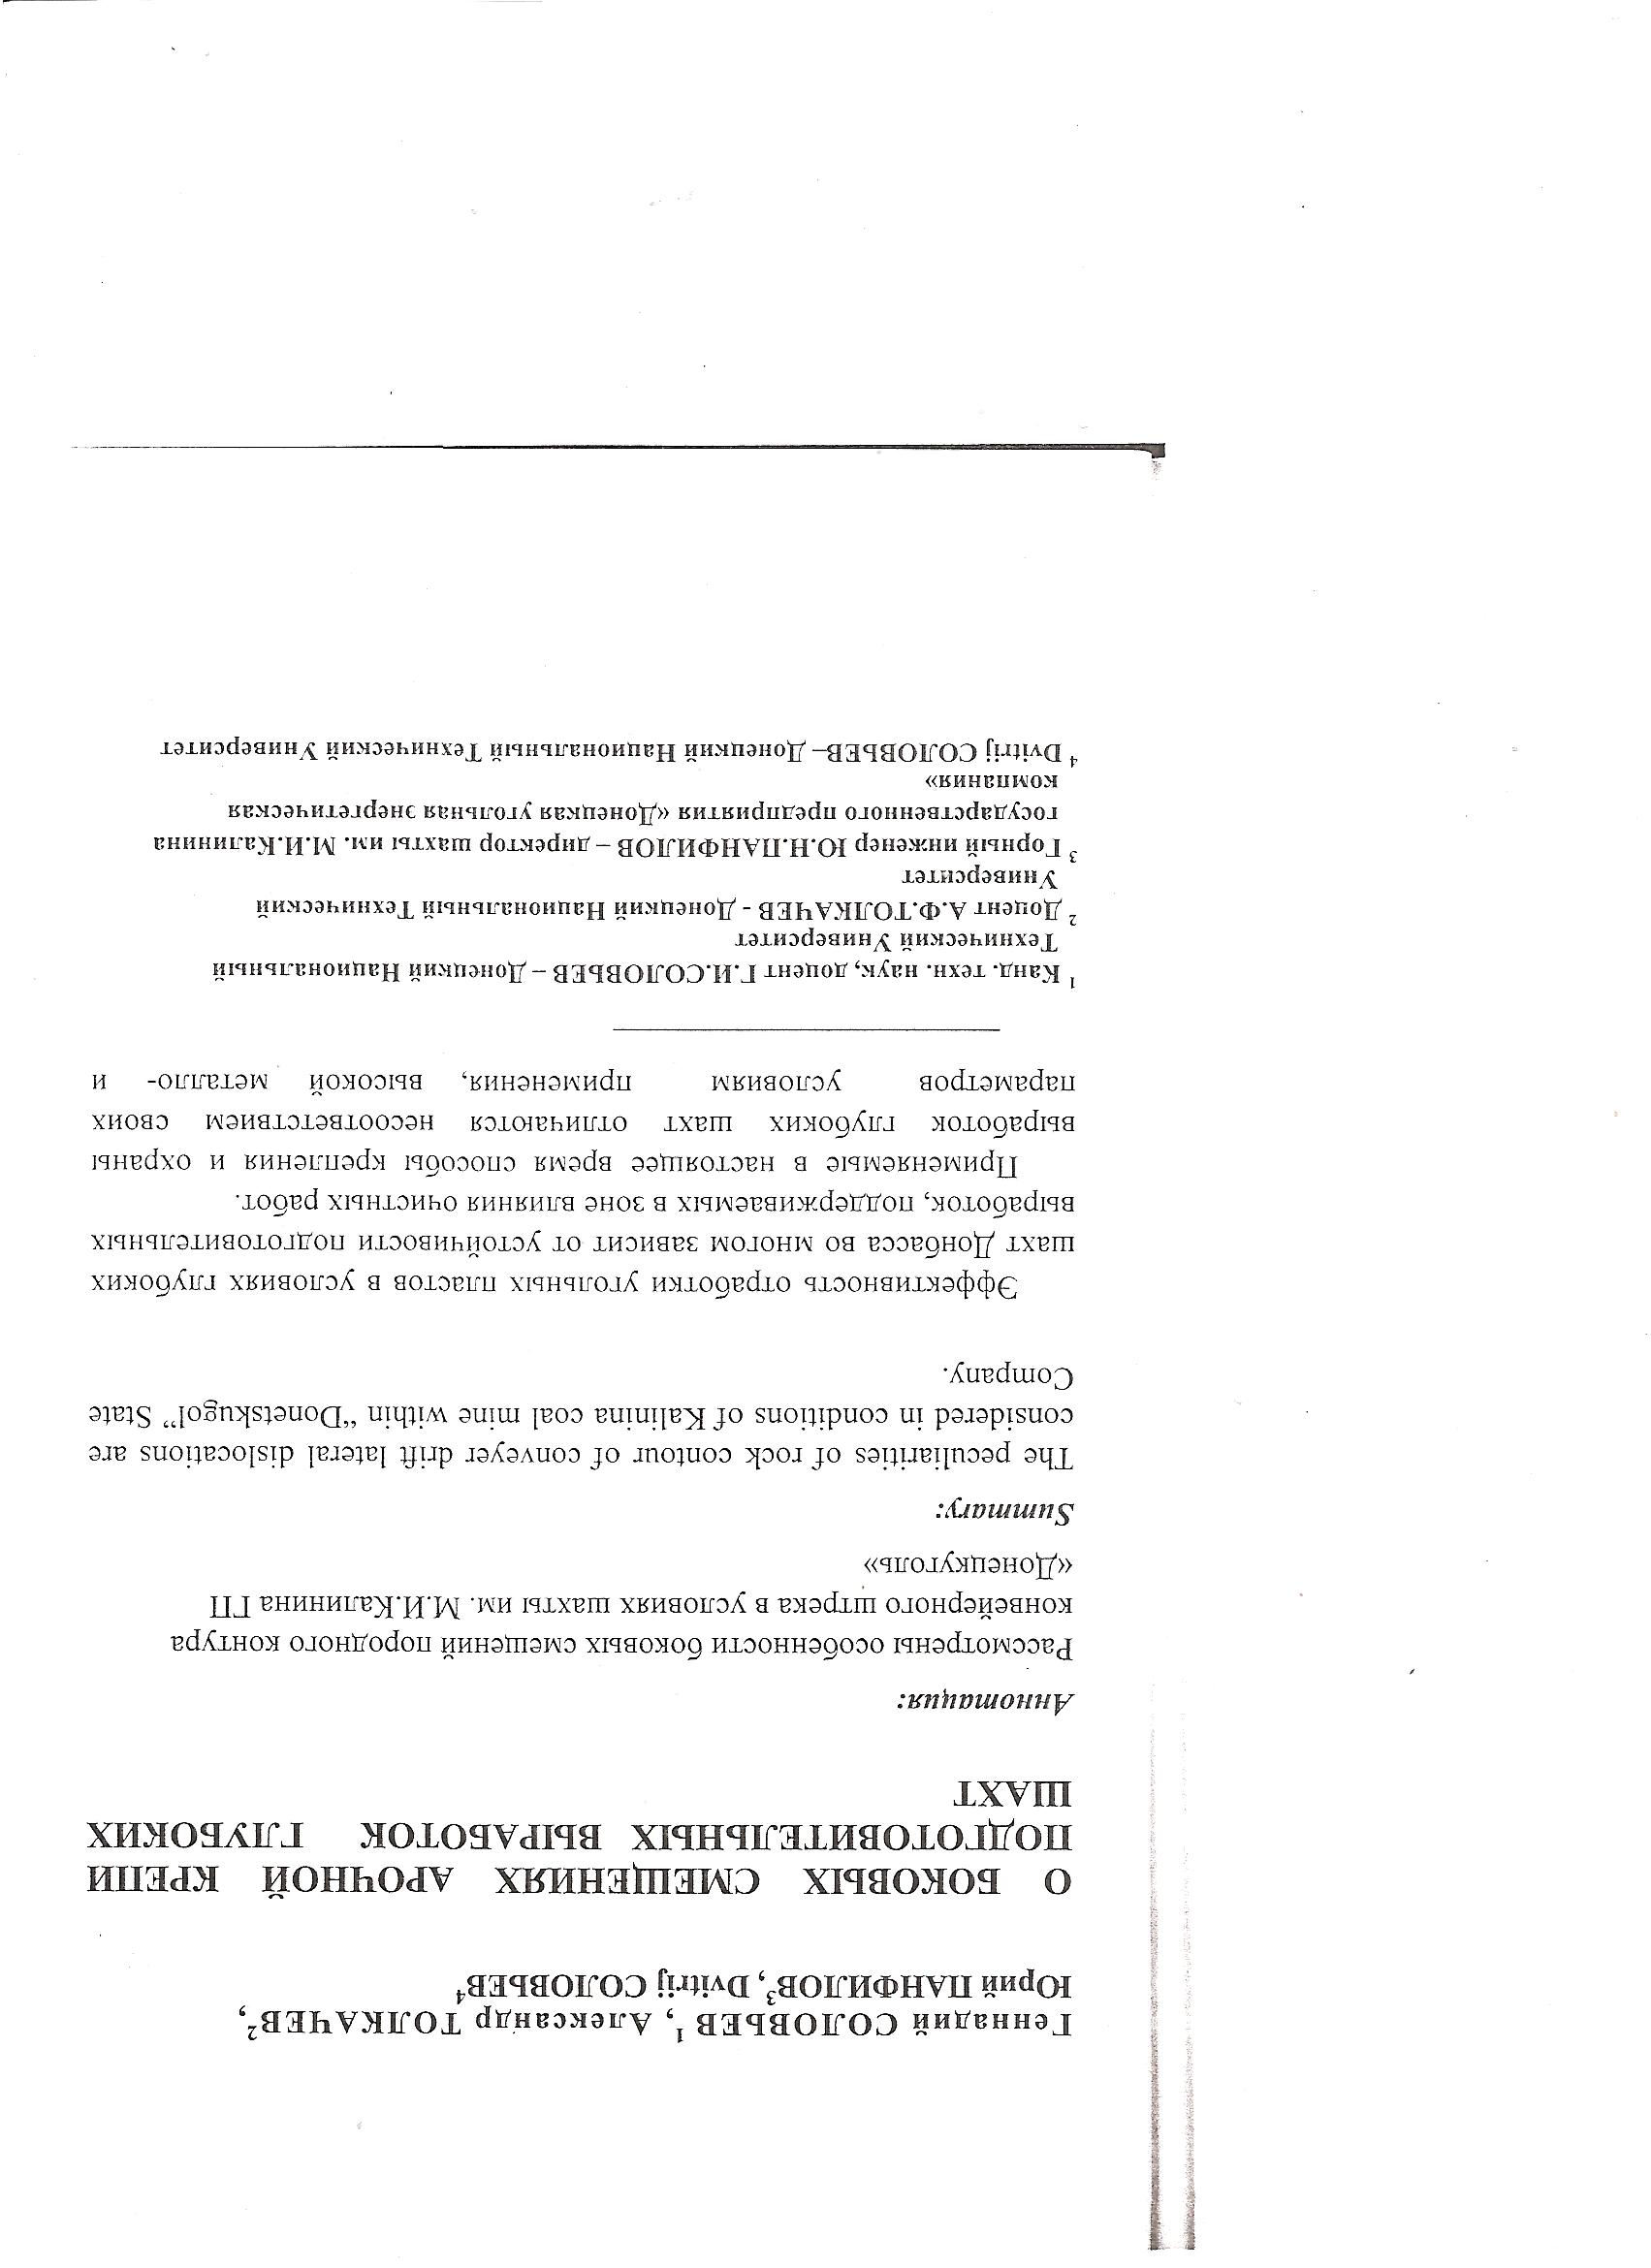 Геннадий СОЛОВЬЕВ ¹, Александр ТОЛКАЧЕВ²,
Юрий ПАНФИЛОВ³, Dvitrij СОЛОВЬЕВ⁴
О БОКОВЫХ СМЕЩЕНИЯХ АРОЧНОЙ КРЕПИ
ПОДГОТОВИТЕЛЬНЫХ ВЫРАБОТОК ГЛУБОКИХ
ШАХТ
Аннотация:
Рассмотрены особенности боковых смещений породного контура
конвейерного штрека в условиях шахты им. М.И.Калинина ГП
«Донецкуголь»
Summary:
The peculiarities of rock contour of conveyer drift lateral dislocations are
considered in conditions of Kalinina coal mine within “Donetskugol” State
Company.
Эффективность отработки угольных пластов в условиях глубоких
шахт Донбасса во многом зависит от устойчивости подготовительных
выработок, поддерживаемых в зоне влияния очистных работ.
Применяемые в настоящее время способы крепления и охраны
выработок глубоких шахт отличаются несоответствием своих
параметров условиям применения, высокой металло- и
¹ Канд. техн. наук, доцент Г.И.СОЛОВЬЕВ – Донецкий Национальный
Технический Университет
² Доцент А.Ф.ТОЛКАЧЕВ - Донецкий Национальный Технический
Университет
³ Горный инженер Ю.Н.ПАНФИЛОВ – директор шахты им. М.И.Калинина
государственного предприятия «Донецкая угольная энергетическая
компания»
⁴ Dvitrij СОЛОВЬЕВ– Донецкий Национальный Технический Университет